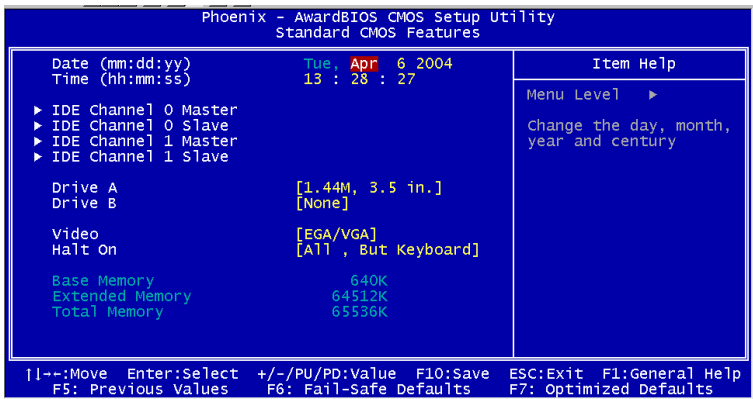 Phoenix - AwardBIOS CMOS Setup Utility
Standard CMOS Features
Date (mm:dd:yy) Tue, Apr 6 2004
Time (hh:mm:ss) 13 : 28 : 27
▶ IDE Channel 0 Master
▶ IDE Channel 0 Slave
▶ IDE Channel 1 Master
▶ IDE Channel 1 Slave
Drive A [1.44M, 3.5 in.]
Drive B [None]
Video [EGA/VGA]
Halt On [All , But Keyboard]
Base Memory 640K
Extended Memory 64512K
Total Memory 65536K
Item Help
Menu Level ▶
Change the day, month,
year and century
↑↓→←:Move Enter:Select +/-/PU/PD:Value F10:Save ESC:Exit F1:General Help
F5: Previous Values F6: Fail-Safe Defaults F7: Optimized Defaults